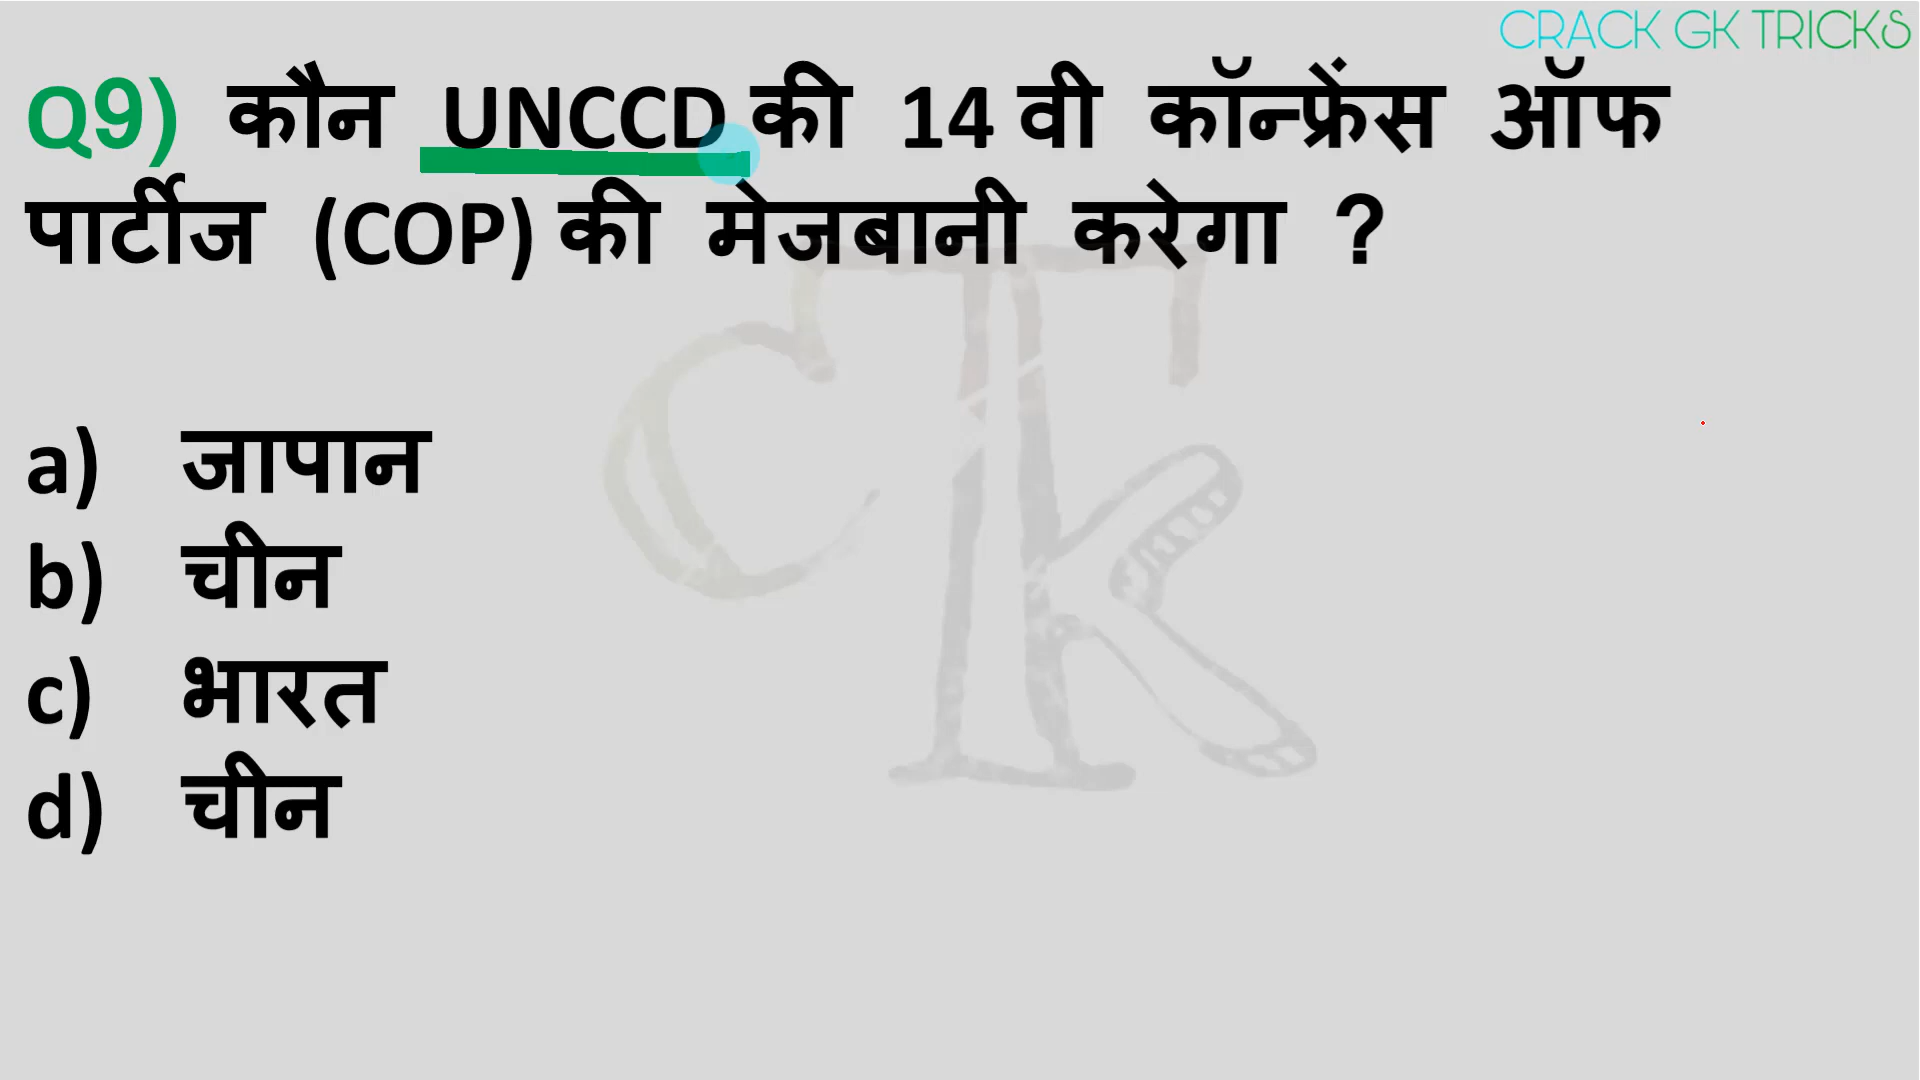 CRACK GK TRICKS
Q9) कौन UNCCD की 14 वी कॉन्फ्रेंस ऑफ
पार्टीज (COP) की मेजबानी करेगा ?
a) जापान
b) चीन
c) भारत
d) चीन